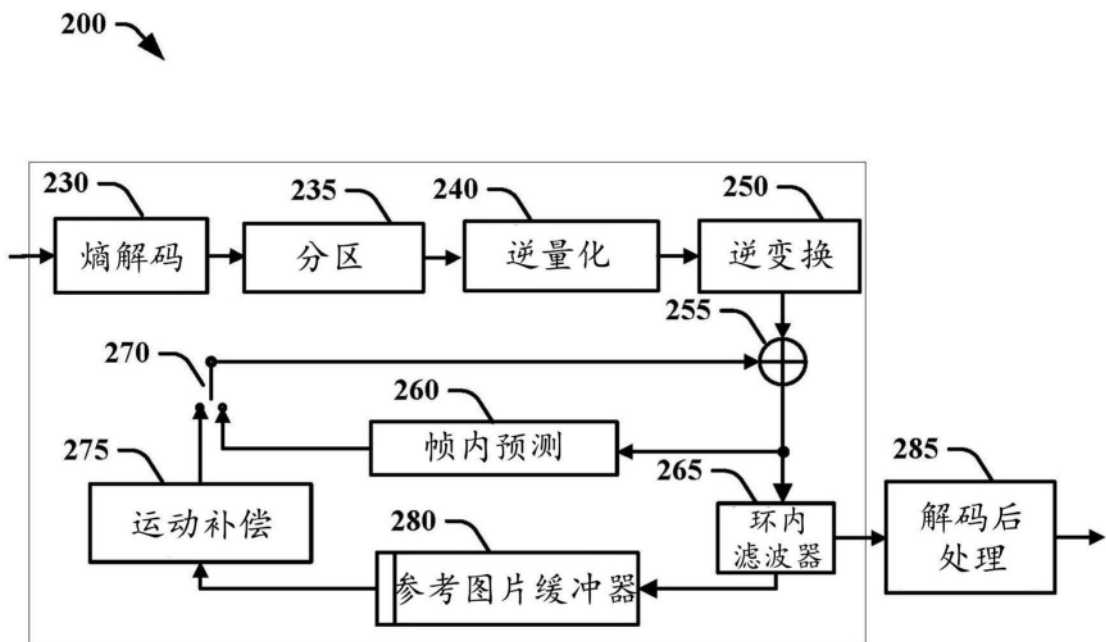 200
230
235
240
250
熵解码
分区
逆量化
逆变换
255
270
260
帧内预测
275
265
285
运动补偿
280
环内
滤波器
解码后
处理
参考图片缓冲器